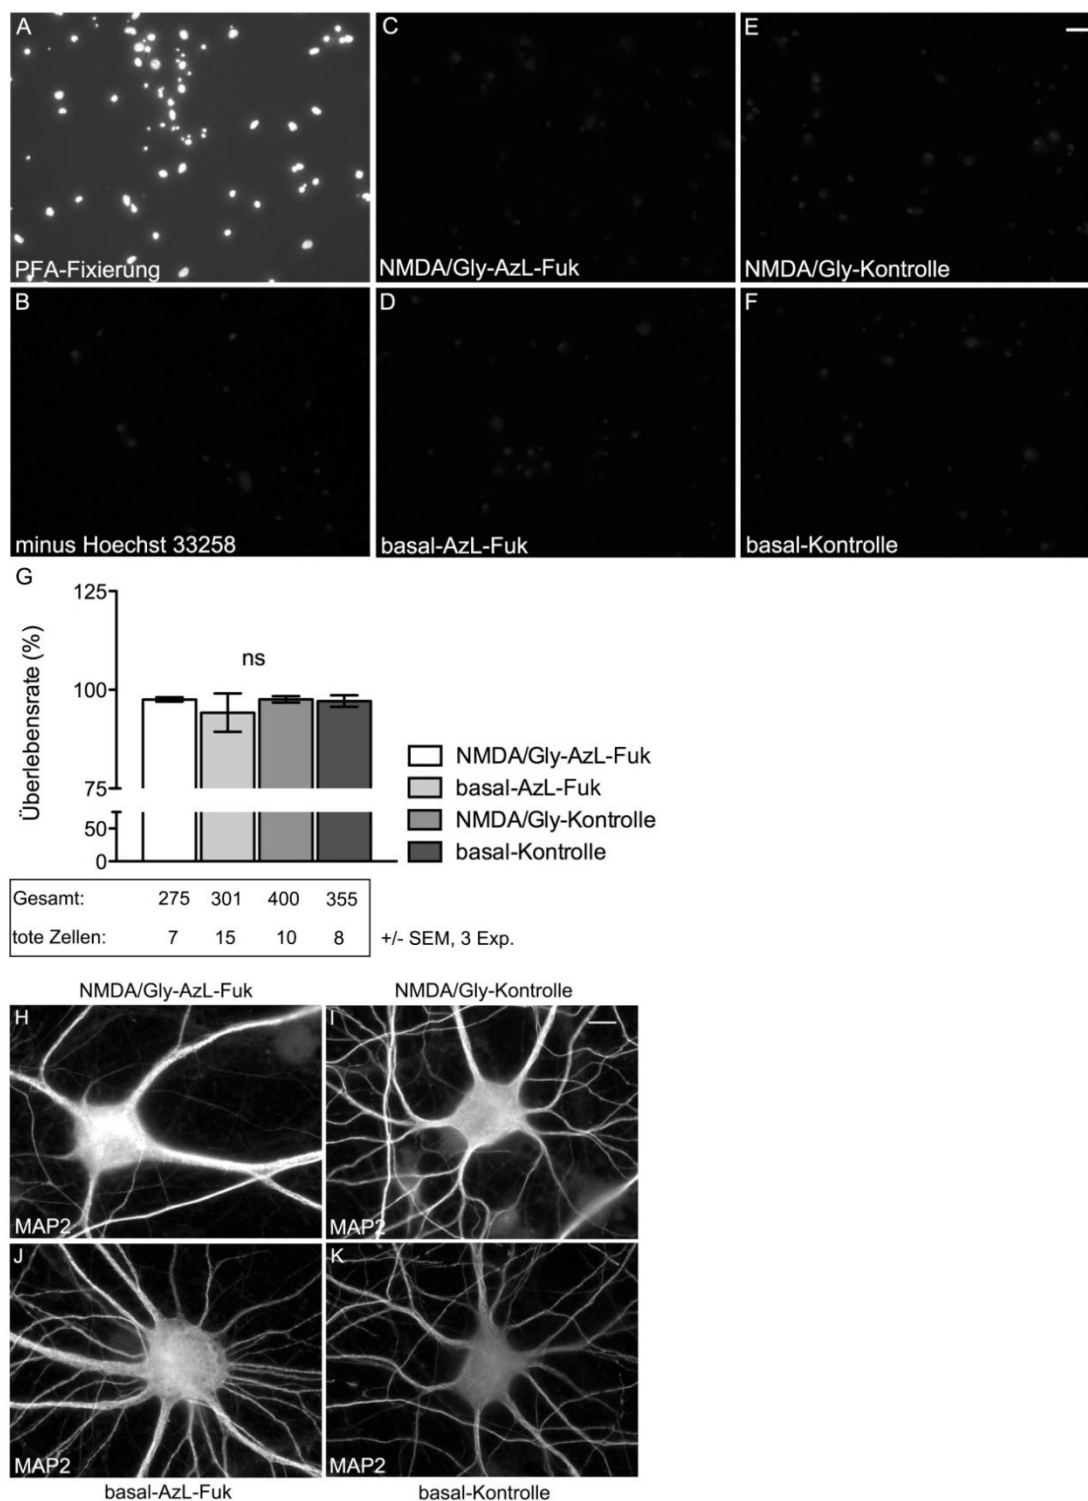 A
C
E
PFA-Fixierung
NMDA/Gly-AzL-Fuk
NMDA/Gly-Kontrolle
B
D
F
minus Hoechst 33258
basal-AzL-Fuk
basal-Kontrolle
G
Überlebensrate (%)
125
100
75
50
0
ns
NMDA/Gly-AzL-Fuk
basal-AzL-Fuk
NMDA/Gly-Kontrolle
basal-Kontrolle
Gesamt: 275 301 400 355
tote Zellen: 7 15 10 8 +/- SEM, 3 Exp.
NMDA/Gly-AzL-Fuk
NMDA/Gly-Kontrolle
H
I
MAP2
MAP2
J
K
MAP2
MAP2
basal-AzL-Fuk
basal-Kontrolle